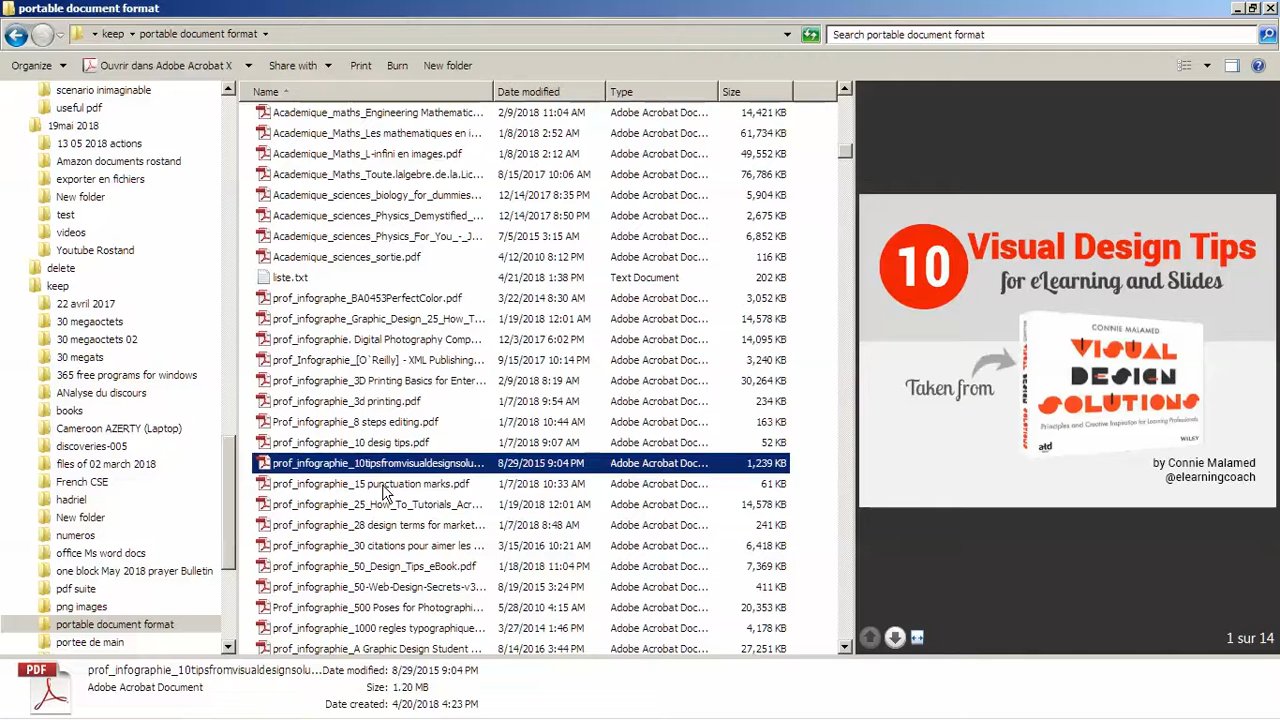 portable document format
keep
portable document format
Search portable document format
Organize
Ouvrir dans Adobe Acrobat X
Share with
Print
Burn
New folder
scenario inimaginable
useful pdf
19mai 2018
13 05 2018 actions
Amazon documents rostand
exporter en fichiers
New folder
test
videos
Youtube Rostand
delete
keep
22 avril 2017
30 megaoctets
30 megaoctets 02
30 megats
365 free programs for windows
ANalyse du discours
books
Cameroon AZERTY (Laptop)
discoveries-005
files of 02 march 2018
French CSE
hadriel
New folder
numeros
office Ms word docs
one block May 2018 prayer Bulletin
pdf suite
png images
portable document format
portee de main
Name Date modified Type Size
Academique_maths_Engineering Mathematic... 2/9/2018 11:04 AM Adobe Acrobat Doc... 14,421 KB
Academique_Maths_Les mathematiques en i... 1/8/2018 2:52 AM Adobe Acrobat Doc... 61,734 KB
Academique_Maths_L-infini en images.pdf 1/8/2018 2:12 AM Adobe Acrobat Doc... 49,552 KB
Academique_Maths_Toute.lalgebre.de.la.Lic... 8/15/2017 10:06 AM Adobe Acrobat Doc... 76,786 KB
Academique_sciences_biology_for_dummies... 12/14/2017 8:35 PM Adobe Acrobat Doc... 5,904 KB
Academique_sciences_Physics_Demystified_... 12/14/2017 8:50 PM Adobe Acrobat Doc... 2,675 KB
Academique_sciences_Physics_For_You_-_J... 7/5/2015 3:15 AM Adobe Acrobat Doc... 6,852 KB
Academique_sciences_sortie.pdf 4/12/2010 8:12 PM Adobe Acrobat Doc... 116 KB
liste.txt 4/21/2018 1:38 PM Text Document 202 KB
prof_infographe_BA0453PerfectColor.pdf 3/22/2014 8:30 AM Adobe Acrobat Doc... 3,052 KB
prof_infographe_Graphic_Design_25_How_T... 1/19/2018 12:01 AM Adobe Acrobat Doc... 14,578 KB
prof_infographie. Digital Photography Comp... 12/3/2017 6:02 PM Adobe Acrobat Doc... 14,095 KB
prof_Infographie_[O Reilly] - XML Publishing... 9/15/2017 10:14 PM Adobe Acrobat Doc... 3,240 KB
prof_infographie_3D Printing Basics for Enter... 2/9/2018 8:19 AM Adobe Acrobat Doc... 30,264 KB
prof_infographie_3d printing.pdf 1/7/2018 9:54 AM Adobe Acrobat Doc... 234 KB
Prof_infographie_8 steps editing.pdf 1/7/2018 10:44 AM Adobe Acrobat Doc... 163 KB
prof_infographie_10 desig tips.pdf 1/7/2018 9:07 AM Adobe Acrobat Doc... 52 KB
prof_infographie_10tipsfromvisualdesignsolu... 8/29/2015 9:04 PM Adobe Acrobat Doc... 1,239 KB
prof_infographie_15 punctuation marks.pdf 1/7/2018 10:33 AM Adobe Acrobat Doc... 61 KB
prof_infographie_25_How_To_Tutorials_Acr... 1/19/2018 12:01 AM Adobe Acrobat Doc... 14,578 KB
prof_infographie_28 design terms for market... 1/7/2018 8:48 AM Adobe Acrobat Doc... 241 KB
prof_infographie_30 citations pour aimer les ... 3/15/2016 10:21 AM Adobe Acrobat Doc... 6,418 KB
prof_infographie_50_Design_Tips_eBook.pdf 1/18/2018 11:04 PM Adobe Acrobat Doc... 7,369 KB
prof_infographie_50-Web-Design-Secrets-v3... 8/19/2015 3:24 PM Adobe Acrobat Doc... 411 KB
prof_infographie_500 Poses for Photographi... 5/28/2010 4:15 AM Adobe Acrobat Doc... 20,353 KB
prof_infographie_1000 regles typographique... 3/27/2014 1:46 PM Adobe Acrobat Doc... 4,178 KB
prof_infographie_A Graphic Design Student ... 8/14/2016 3:44 PM Adobe Acrobat Doc... 27,251 KB
10 Visual Design Tips
for eLearning and Slides
Taken from
CONNIE MALAMED
VISUAL
DESIGN
SOLUTIONS
Principles and Creative Inspiration for Learning Professionals
atd
WILEY
by Connie Malamed
@elearningcoach
1 sur 14
PDF
prof_infographie_10tipsfromvisualdesignsolu... Date modified: 8/29/2015 9:04 PM
Adobe Acrobat Document Size: 1.20 MB
Date created: 4/20/2018 4:23 PM